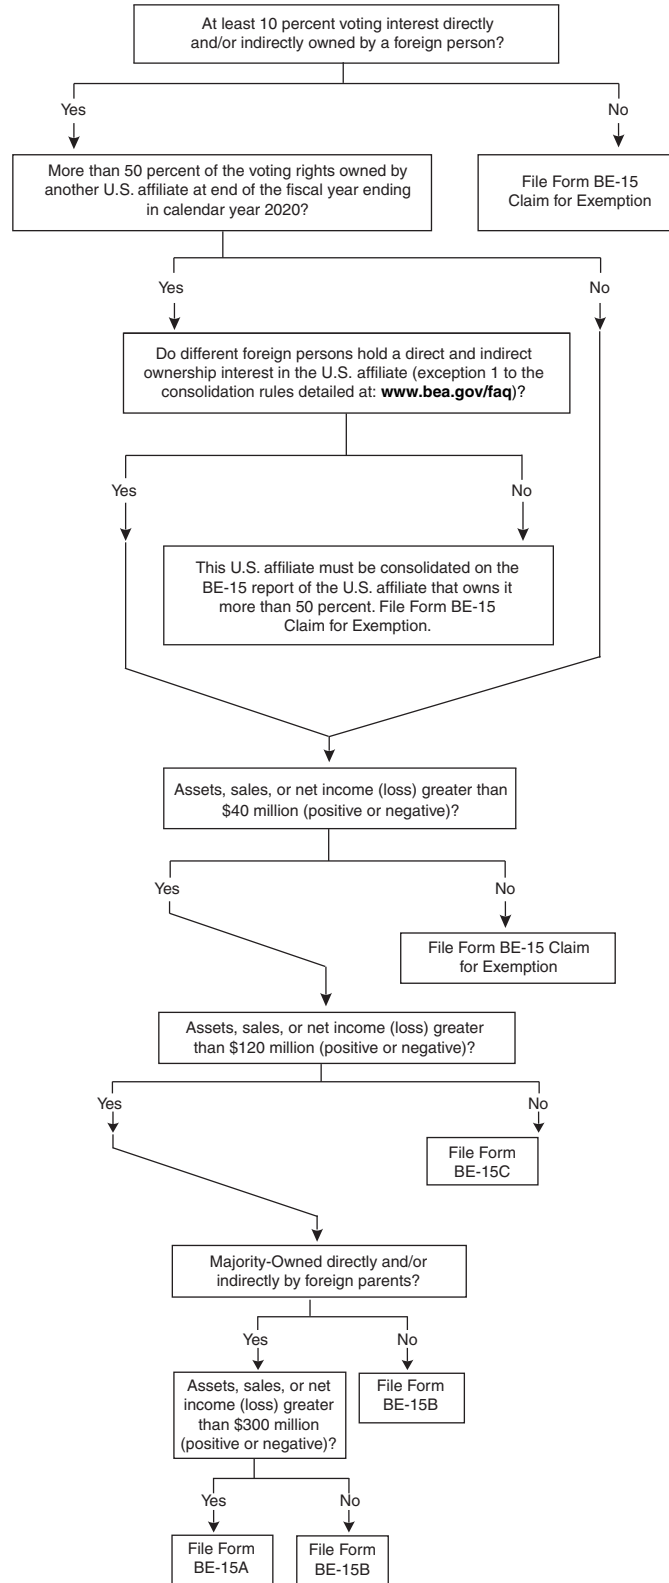 At least 10 percent voting interest directly
and/or indirectly owned by a foreign person?
Yes
No
More than 50 percent of the voting rights owned by
another U.S. affiliate at end of the fiscal year ending
in calendar year 2020?
File Form BE-15
Claim for Exemption
Yes
No
Do different foreign persons hold a direct and indirect
ownership interest in the U.S. affiliate (exception 1 to the
consolidation rules detailed at: www.bea.gov/faq)?
Yes
No
This U.S. affiliate must be consolidated on the
BE-15 report of the U.S. affiliate that owns it
more than 50 percent. File Form BE-15
Claim for Exemption.
Assets, sales, or net income (loss) greater than
$40 million (positive or negative)?
Yes
No
File Form BE-15 Claim
for Exemption
Assets, sales, or net income (loss) greater
than $120 million (positive or negative)?
Yes
No
File Form
BE-15C
Majority-Owned directly and/or
indirectly by foreign parents?
Yes
No
Assets, sales, or net
income (loss) greater
than $300 million
(positive or negative)?
File Form
BE-15B
Yes
No
File Form
BE-15A
File Form
BE-15B